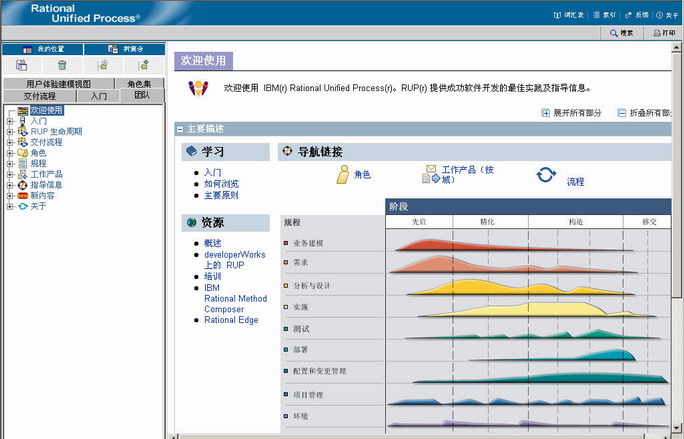 Rational
Unified Process®
词汇表 索引 反馈 关于
搜索 打印
我的位置 树集合
用户体验建模视图 角色集
交付流程 入门 团队
欢迎使用
入门
RUP 生命周期
交付流程
角色
规程
工作产品
指导信息
新内容
关于
欢迎使用
欢迎使用 IBM(r) Rational Unified Process(r)。RUP(r) 提供成功软件开发的最佳实践及指导信息。
展开所有部分 折叠所有部
主要描述
学习
入门
如何浏览
主要原则
导航链接
角色
工作产品（按
域）
流程
资源
概述
developerWorks
上的 RUP
培训
IBM
Rational Method
Composer
Rational Edge
阶段
规程
先启 精化 构造 移交
业务建模
需求
分析与设计
实施
测试
部署
配置和变更管理
项目管理
环境